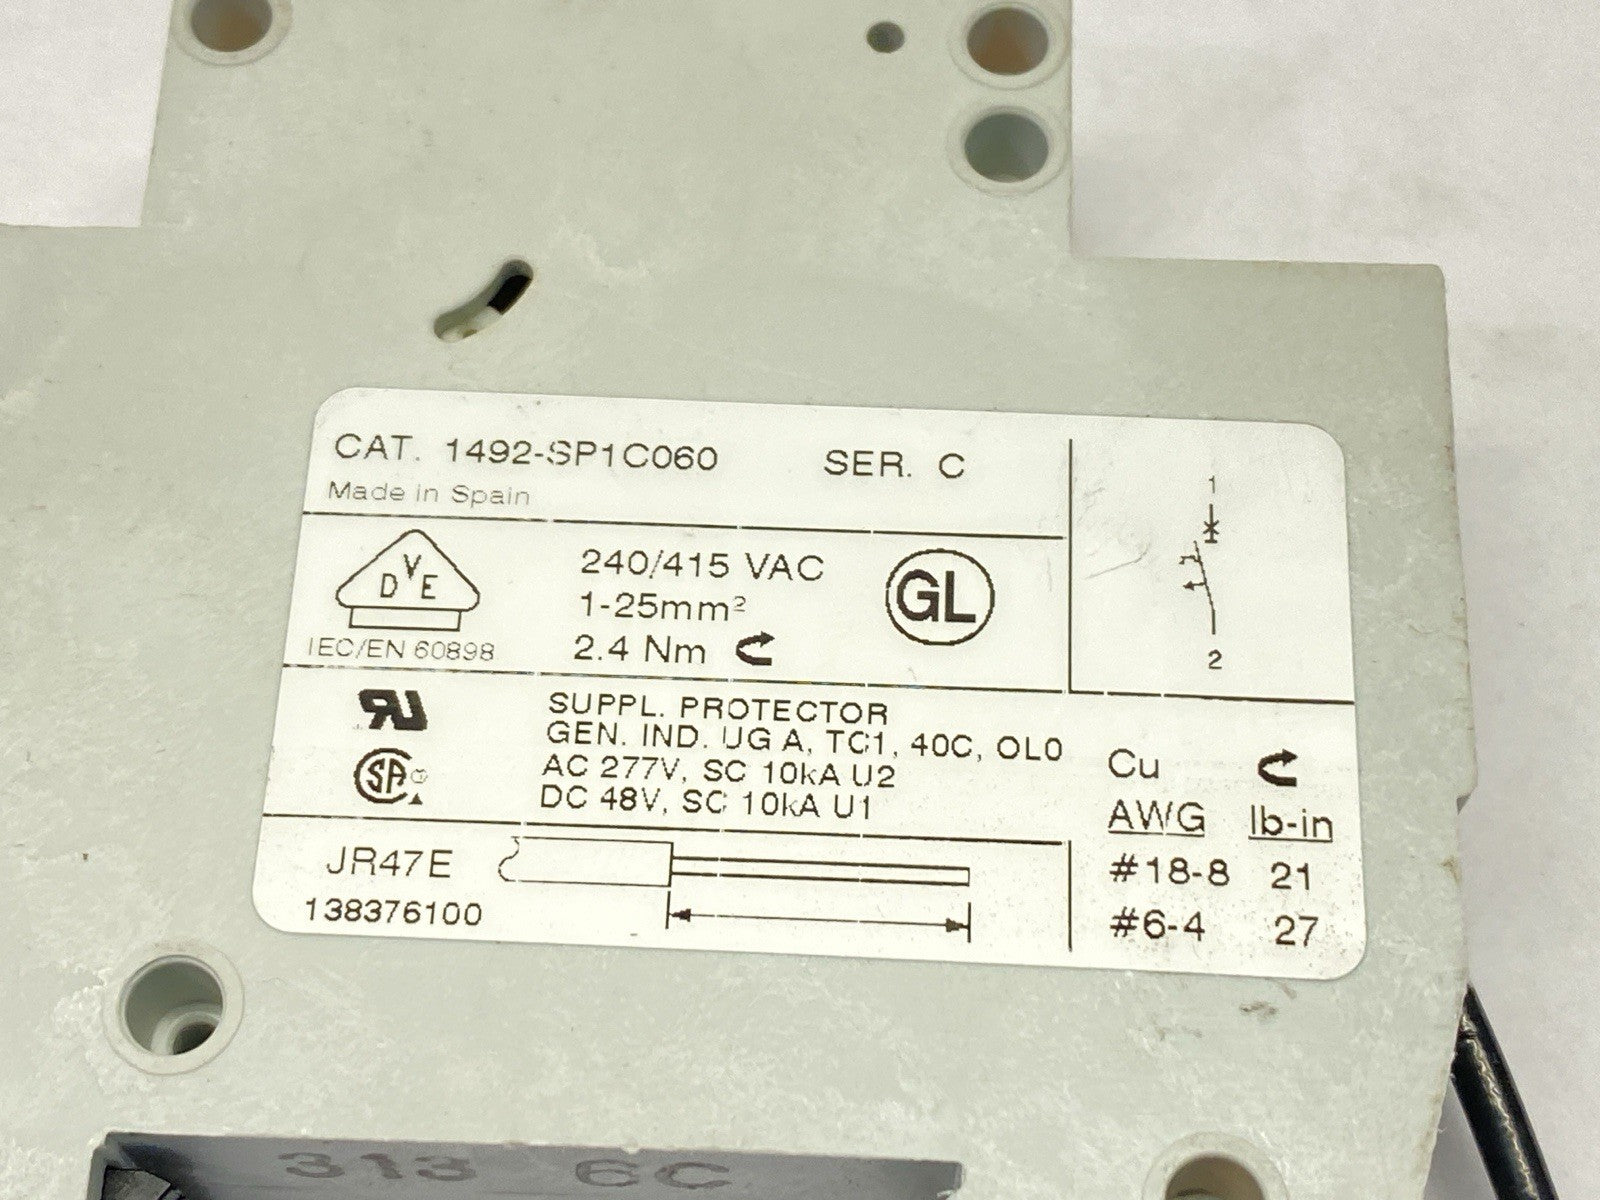 CAT. 1492-SP1C060 SER. C
Made in Spain
1
2
D V E
IEC/EN 60898
240/415 VAC
1-25mm²
2.4 Nm
GL
RU
SA
SUPPL. PROTECTOR
GEN. IND. UG A, TC1, 40C, OL0
AC 277V, SC 10kA U2
DC 48V, SC 10kA U1
JR47E
138376100
Cu
AWG lb-in
#18-8 21
#6-4 27
313 6C